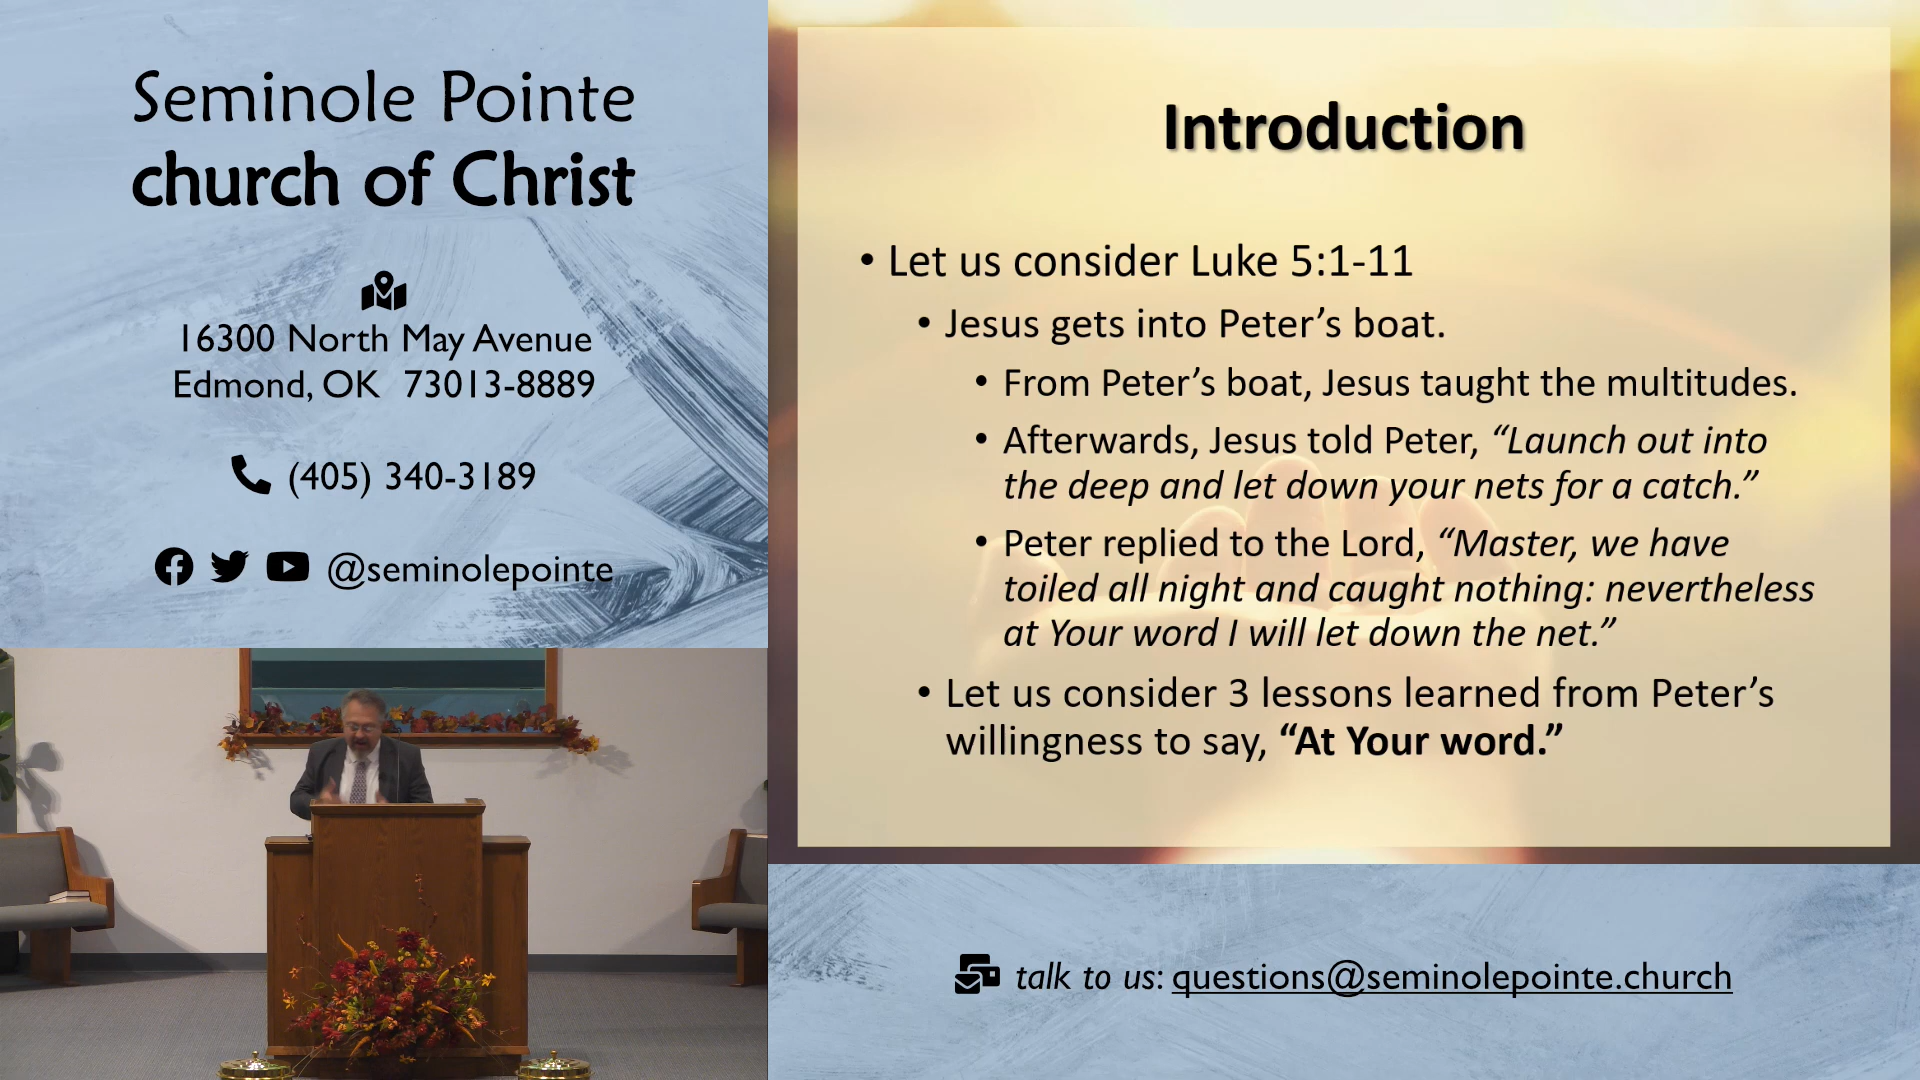 Seminole Pointe
church of Christ
16300 North May Avenue
Edmond, OK 73013-8889
(405) 340-3189
@seminolepointe
Introduction
• Let us consider Luke 5:1-11
• Jesus gets into Peter’s boat.
• From Peter’s boat, Jesus taught the multitudes.
• Afterwards, Jesus told Peter, “Launch out into
the deep and let down your nets for a catch.”
• Peter replied to the Lord, “Master, we have
toiled all night and caught nothing: nevertheless
at Your word I will let down the net.”
• Let us consider 3 lessons learned from Peter’s
willingness to say, “At Your word.”
talk to us: questions@seminolepointe.church